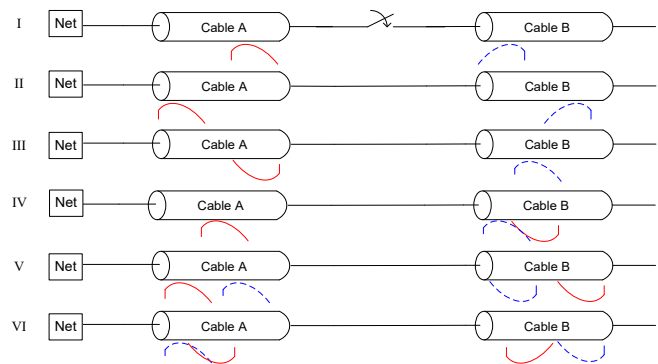 I Net Cable A Cable B
II Net Cable A Cable B
III Net Cable A Cable B
IV Net Cable A Cable B
V Net Cable A Cable B
VI Net Cable A Cable B